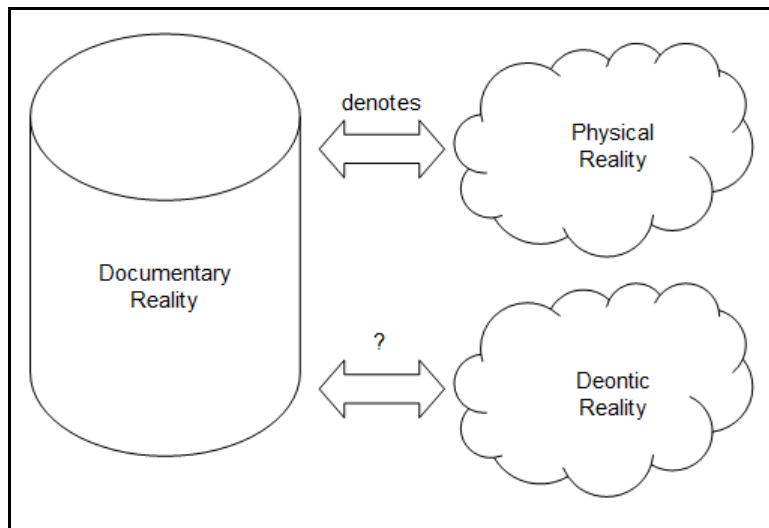 denotes
Physical
Reality
Documentary
Reality
?
Deontic
Reality